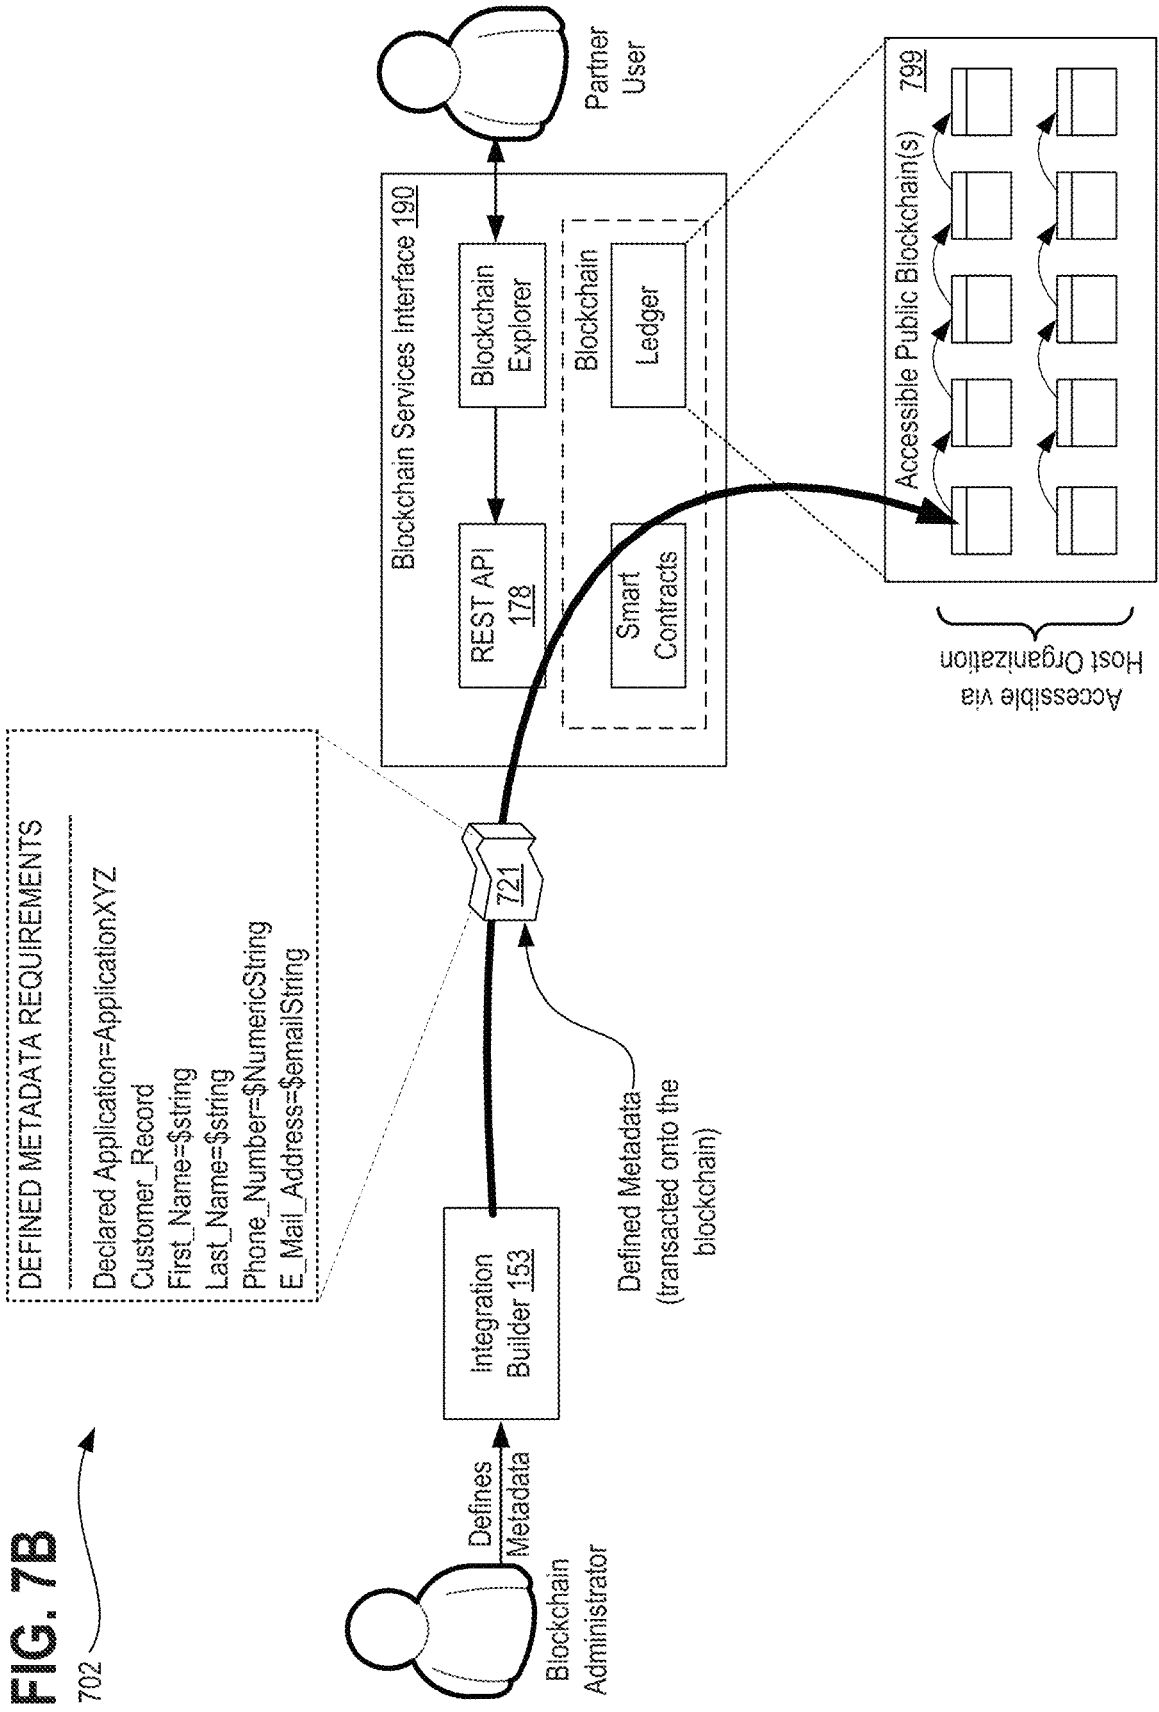 FIG. 7B
702
DEFINED METADATA REQUIREMENTS
Declared Application=ApplicationXYZ
Customer_Record
First_Name=$string
Last_Name=$string
Phone_Number=$NumericString
E_Mail_Address=$emailString
Blockchain
Administrator
Defines
Metadata
Integration
Builder 153
721
Defined Metadata
(transacted onto the
blockchain)
Blockchain Services Interface 190
REST API
178
Blockchain
Explorer
Blockchain
Smart
Contracts
Ledger
Partner
User
Accessible Public Blockchain(s) 799
Accessible via
Host Organization